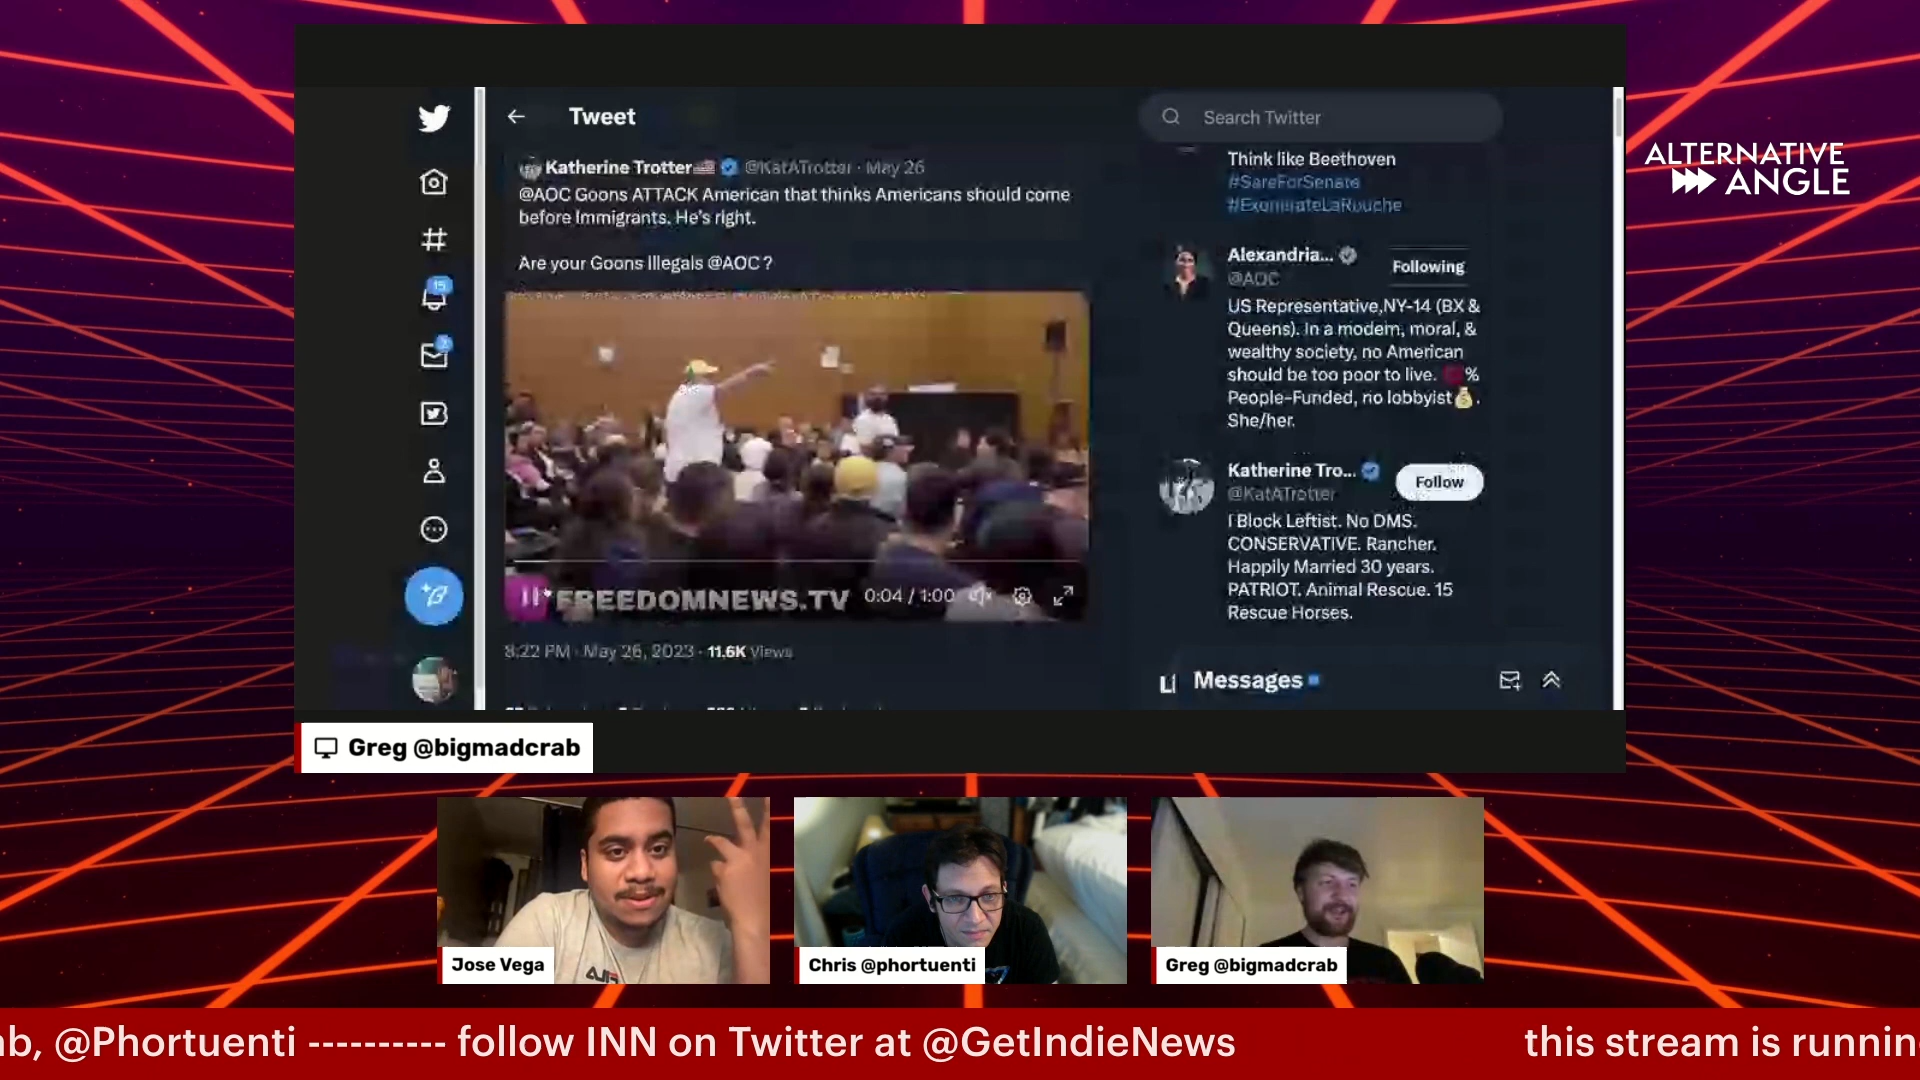 Tweet
Search Twitter
Katherine Trotter @KatATrotter · May 26
@AOC Goons ATTACK American that thinks Americans should come
before Immigrants. He's right.
Are your Goons Illegals @AOC?
15
FREEDOMNEWS.TV 0:04 / 1:00
8:22 PM · May 26, 2023 · 11.6K Views
Think like Beethoven
#SareForSenate
#ExonerateLaRouche
Alexandria...
Following
@AOC
US Representative,NY-14 (BX &
Queens). In a modern, moral, &
wealthy society, no American
should be too poor to live. %
People-Funded, no lobbyist.
She/her.
Katherine Tro...
Follow
@KatATrotter
I Block Leftist. No DMS.
CONSERVATIVE. Rancher.
Happily Married 30 years.
PATRIOT. Animal Rescue. 15
Rescue Horses.
Messages
ALTERNATIVE
ANGLE
Greg @bigmadcrab
Jose Vega
Chris @phortuenti
Greg @bigmadcrab
ab, @Phortuenti ---------- follow INN on Twitter at @GetIndieNews this stream is runnin